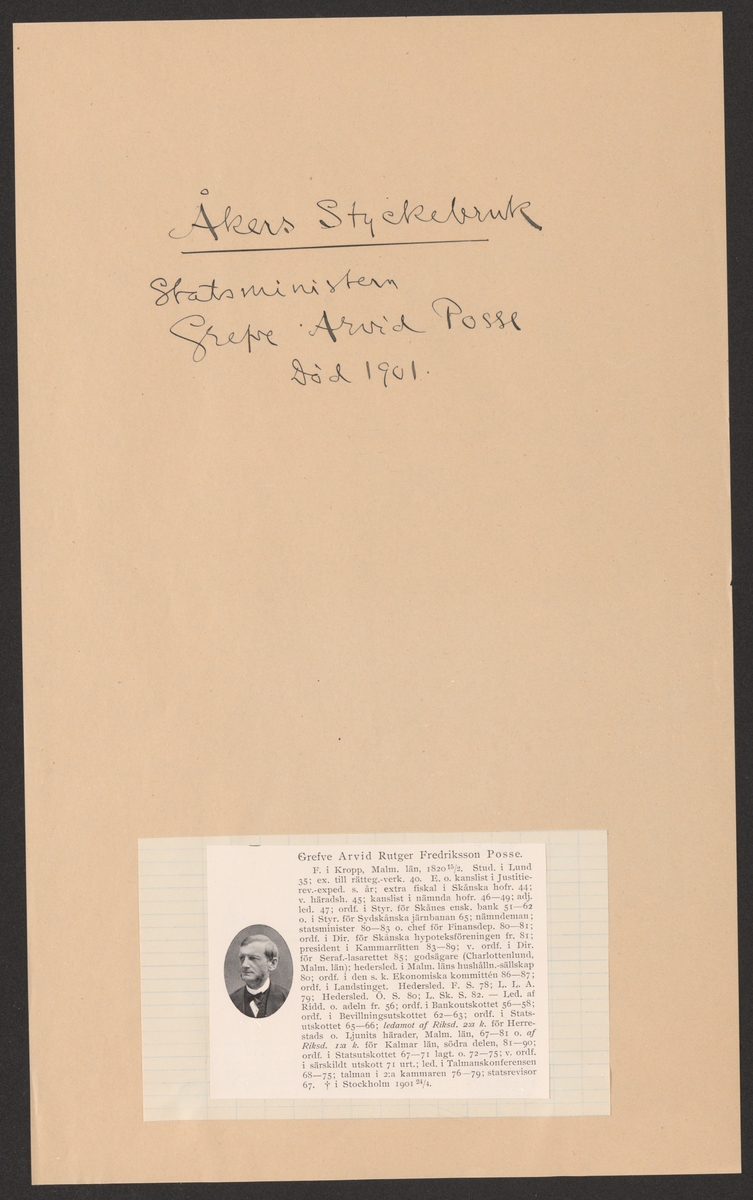 Åkers Styckebruk
Statsministern
Grefve Arvid Posse
Död 1901.
Grefve Arvid Rutger Fredriksson Posse.
F. i Kropp, Malm. län, 1820 15/2. Stud. i Lund
35; ex. till rätteg.-verk. 40. E. o. kanslist i Justitie-
rev.-exped. s. år; extra fiskal i Skånska hofr. 44;
v. häradsh. 45; kanslist i nämnda hofr. 46—49; adj.
led. 47; ordf. i Styr. för Skånes ensk. bank 51—62
o. i Styr. för Sydskånska järnbanan 65; nämndeman;
statsminister 80—83 o. chef för Finansdep. 80—81;
ordf. i Dir. för Skånska hypoteksföreningen fr. 81;
president i Kammarrätten 83—89; v. ordf. i Dir.
för Seraf.-lasarettet 85; godsägare (Charlottenlund,
Malm. län); hedersled. i Malm. läns hushålln.-sällskap
80; ordf. i den s. k. Ekonomiska kommittén 86—87;
ordf. i Landstinget. Hedersled. F. S. 78; L. L. A.
79; Hedersled. Ö. S. 80; L. Sk. S. 82. — Led. af
Ridd. o. adeln fr. 56; ordf. i Bankoutskottet 56—58;
ordf. i Bevillningsutskottet 62—63; ordf. i Stats-
utskottet 65—66; ledamot af Riksd. 2:a k. för Herre-
stads o. Ljunits härader, Malm. län, 67—81 o. af
Riksd. 1:a k. för Kalmar län, södra delen, 81—90;
ordf. i Statsutskottet 67—71 lagt. o. 72—75; v. ordf.
i särskildt utskott 71 urt.; led. i Talmanskonferensen
68—75; talman i 2:a kammaren 76—79; statsrevisor
67. † i Stockholm 1901 24/4.